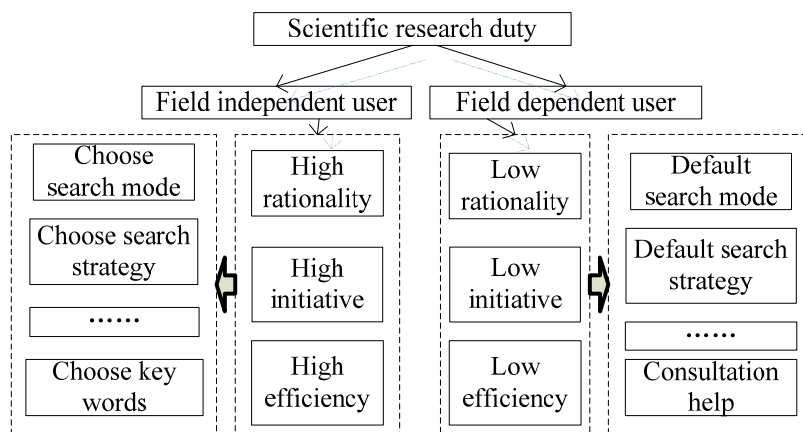 Scientific research duty
Field independent user
Field dependent user
Choose
search mode
Choose search
strategy
......
Choose key
words
High
rationality
High
initiative
High
efficiency
Low
rationality
Low
initiative
Low
efficiency
Default
search mode
Default search
strategy
......
Consultation
help